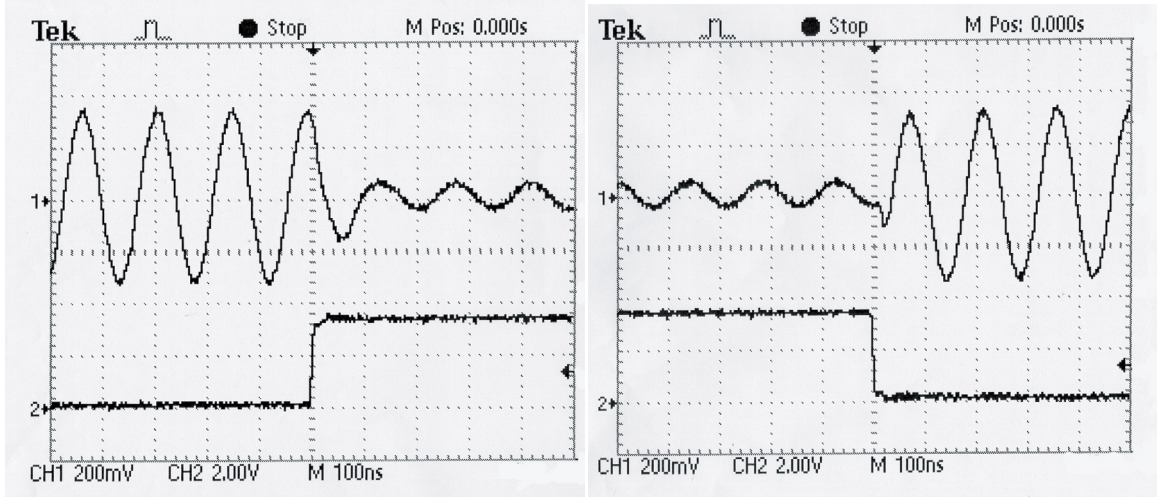 Tek Stop M Pos: 0.000s
1
2
CH1 200mV CH2 2.00V M 100ns
Tek Stop M Pos: 0.000s
1
2
CH1 200mV CH2 2.00V M 100ns